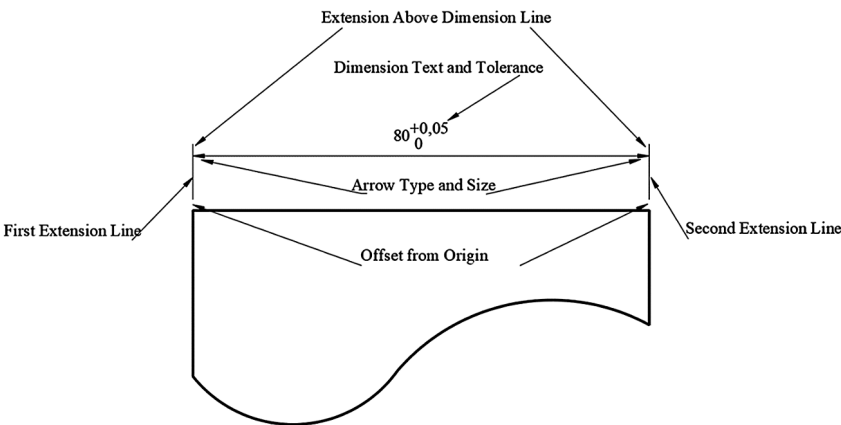 Extension Above Dimension Line
Dimension Text and Tolerance
80 +0,05
0
Arrow Type and Size
First Extension Line
Second Extension Line
Offset from Origin